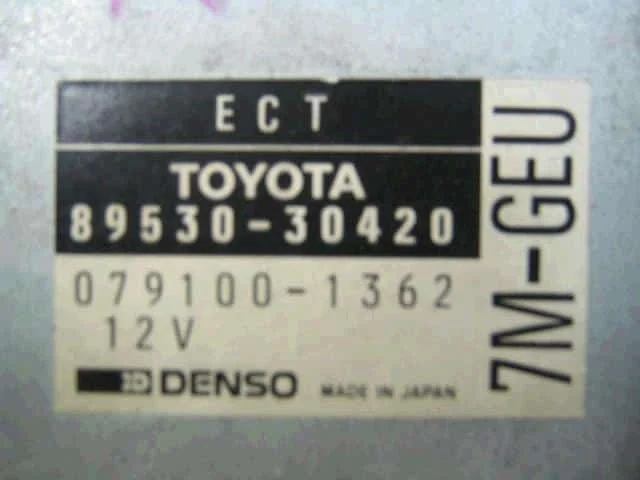 ECT
TOYOTA
89530-30420
079100-1362
12V
DENSO MADE IN JAPAN
7M-GEU